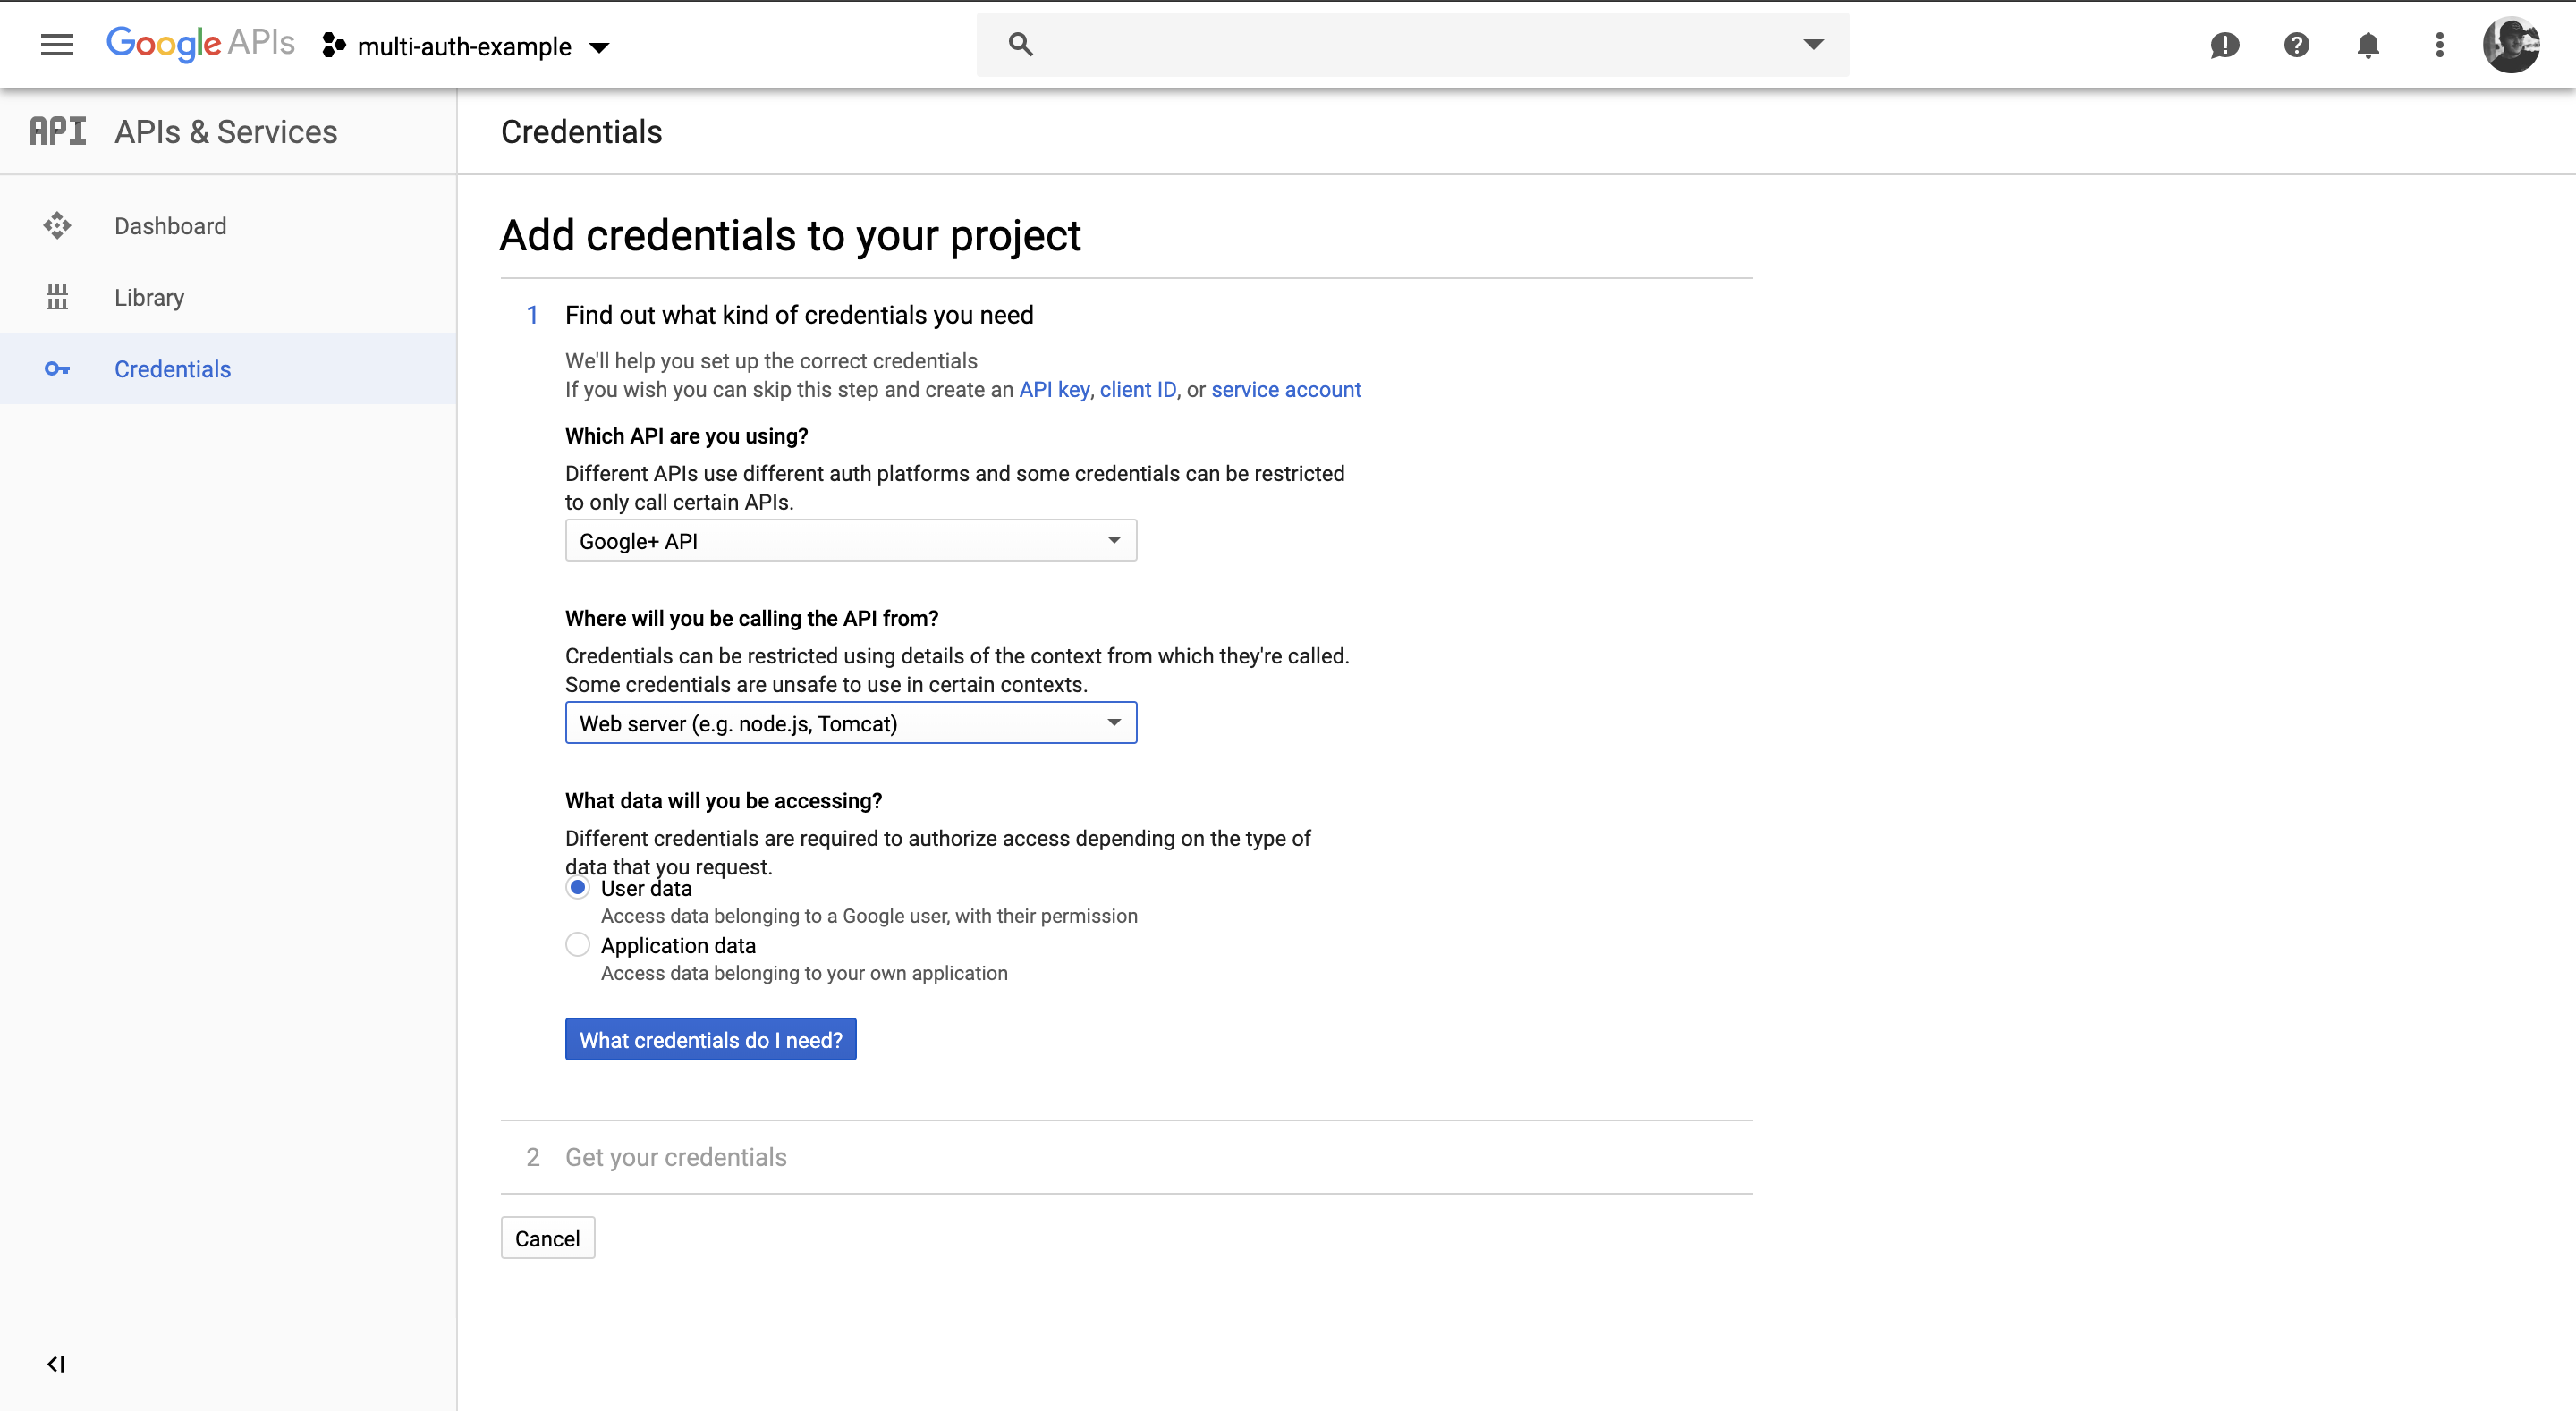 Google APIs
multi-auth-example
API APIs & Services
Credentials
Dashboard
Library
Credentials
Add credentials to your project
1 Find out what kind of credentials you need
We'll help you set up the correct credentials
If you wish you can skip this step and create an API key, client ID, or service account
Which API are you using?
Different APIs use different auth platforms and some credentials can be restricted
to only call certain APIs.
Google+ API
Where will you be calling the API from?
Credentials can be restricted using details of the context from which they're called.
Some credentials are unsafe to use in certain contexts.
Web server (e.g. node.js, Tomcat)
What data will you be accessing?
Different credentials are required to authorize access depending on the type of
data that you request.
User data
Access data belonging to a Google user, with their permission
Application data
Access data belonging to your own application
What credentials do I need?
2 Get your credentials
Cancel